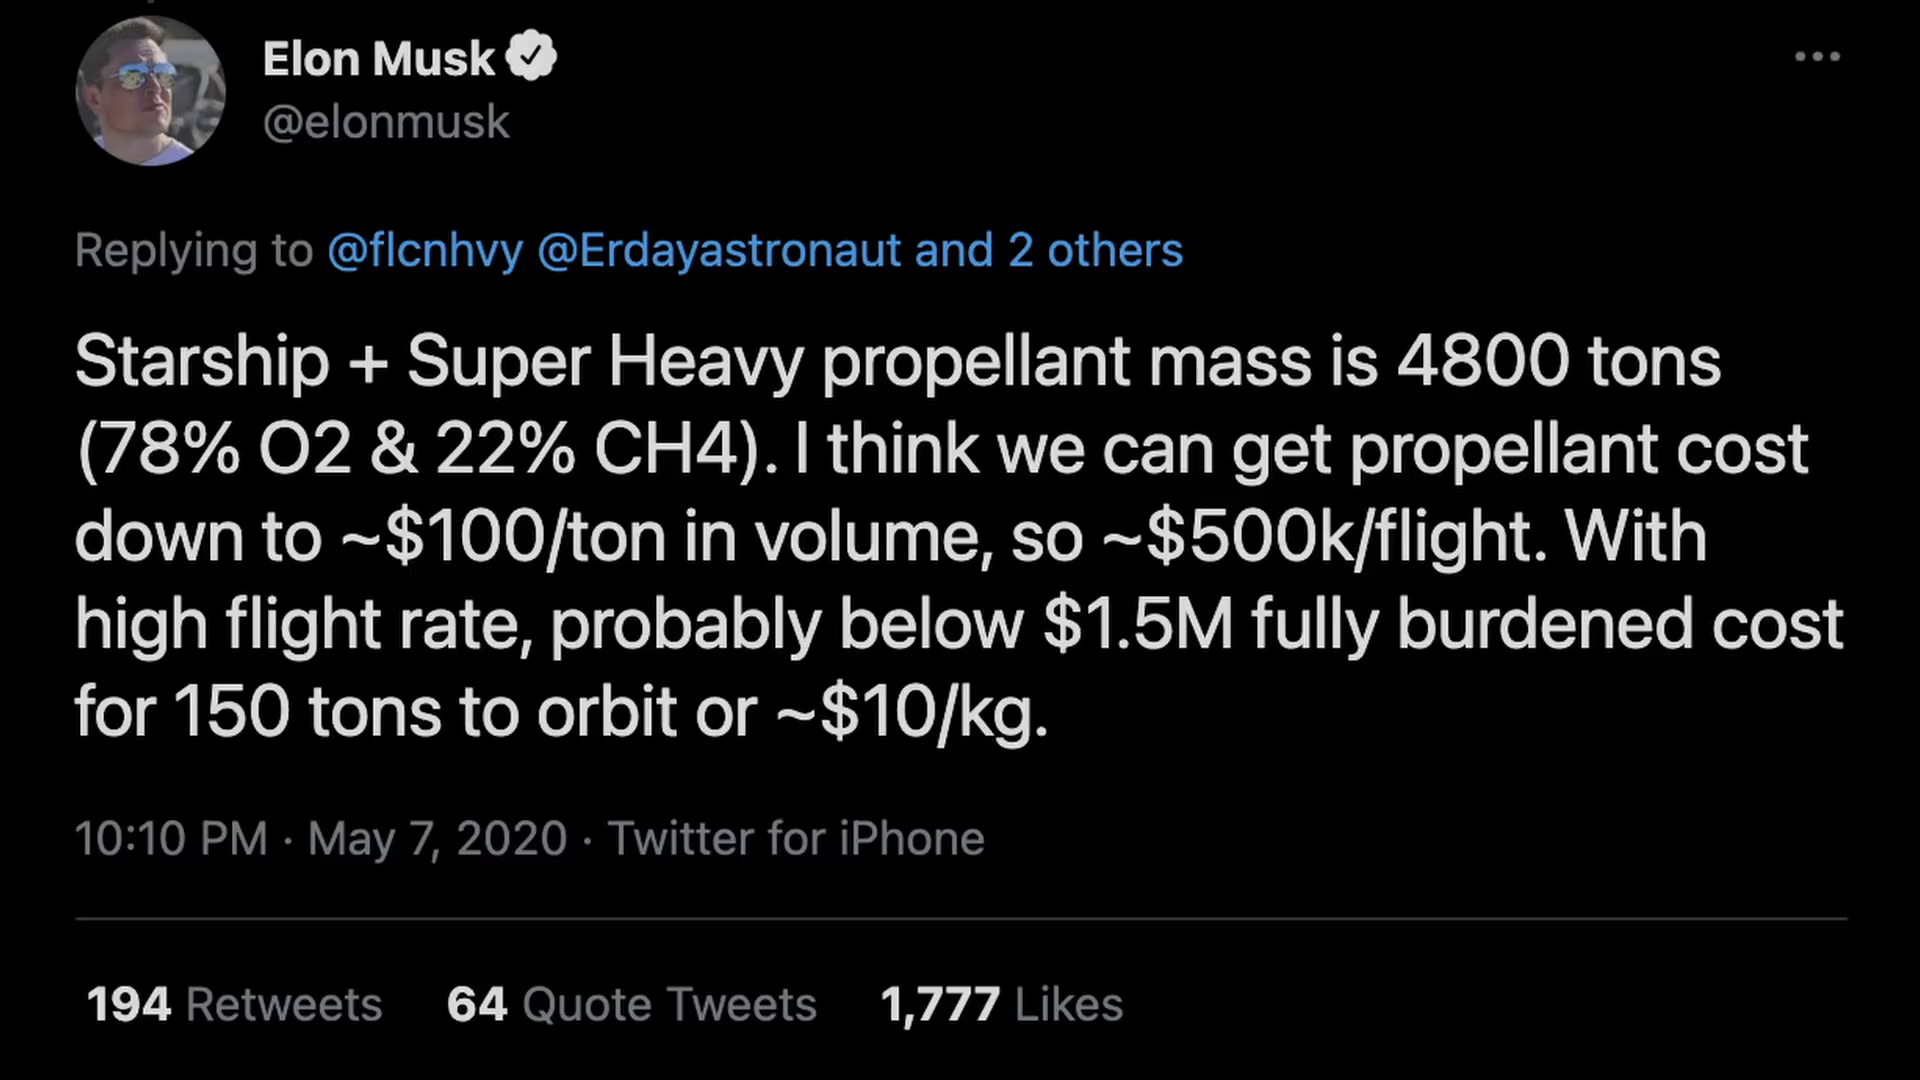 Elon Musk
@elonmusk
Replying to @flcnhvy @Erdayastronaut and 2 others
Starship + Super Heavy propellant mass is 4800 tons
(78% O2 & 22% CH4). I think we can get propellant cost
down to ~$100/ton in volume, so ~$500k/flight. With
high flight rate, probably below $1.5M fully burdened cost
for 150 tons to orbit or ~$10/kg.
10:10 PM · May 7, 2020 · Twitter for iPhone
194 Retweets 64 Quote Tweets 1,777 Likes